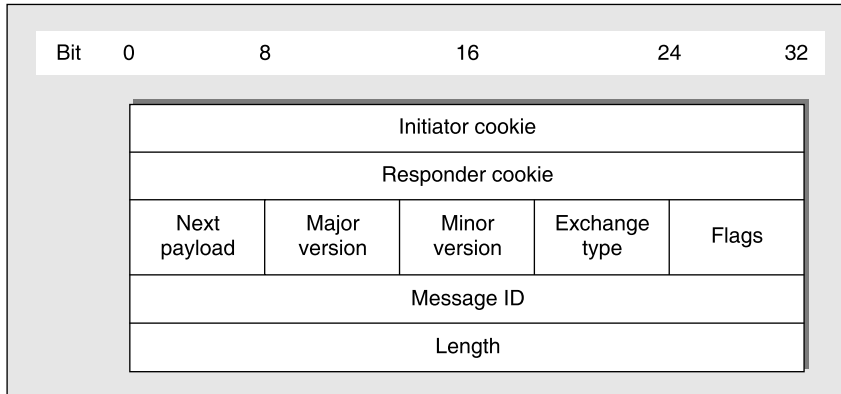 Bit 0 8 16 24 32
Initiator cookie
Responder cookie
Next payload Major version Minor version Exchange type Flags
Message ID
Length